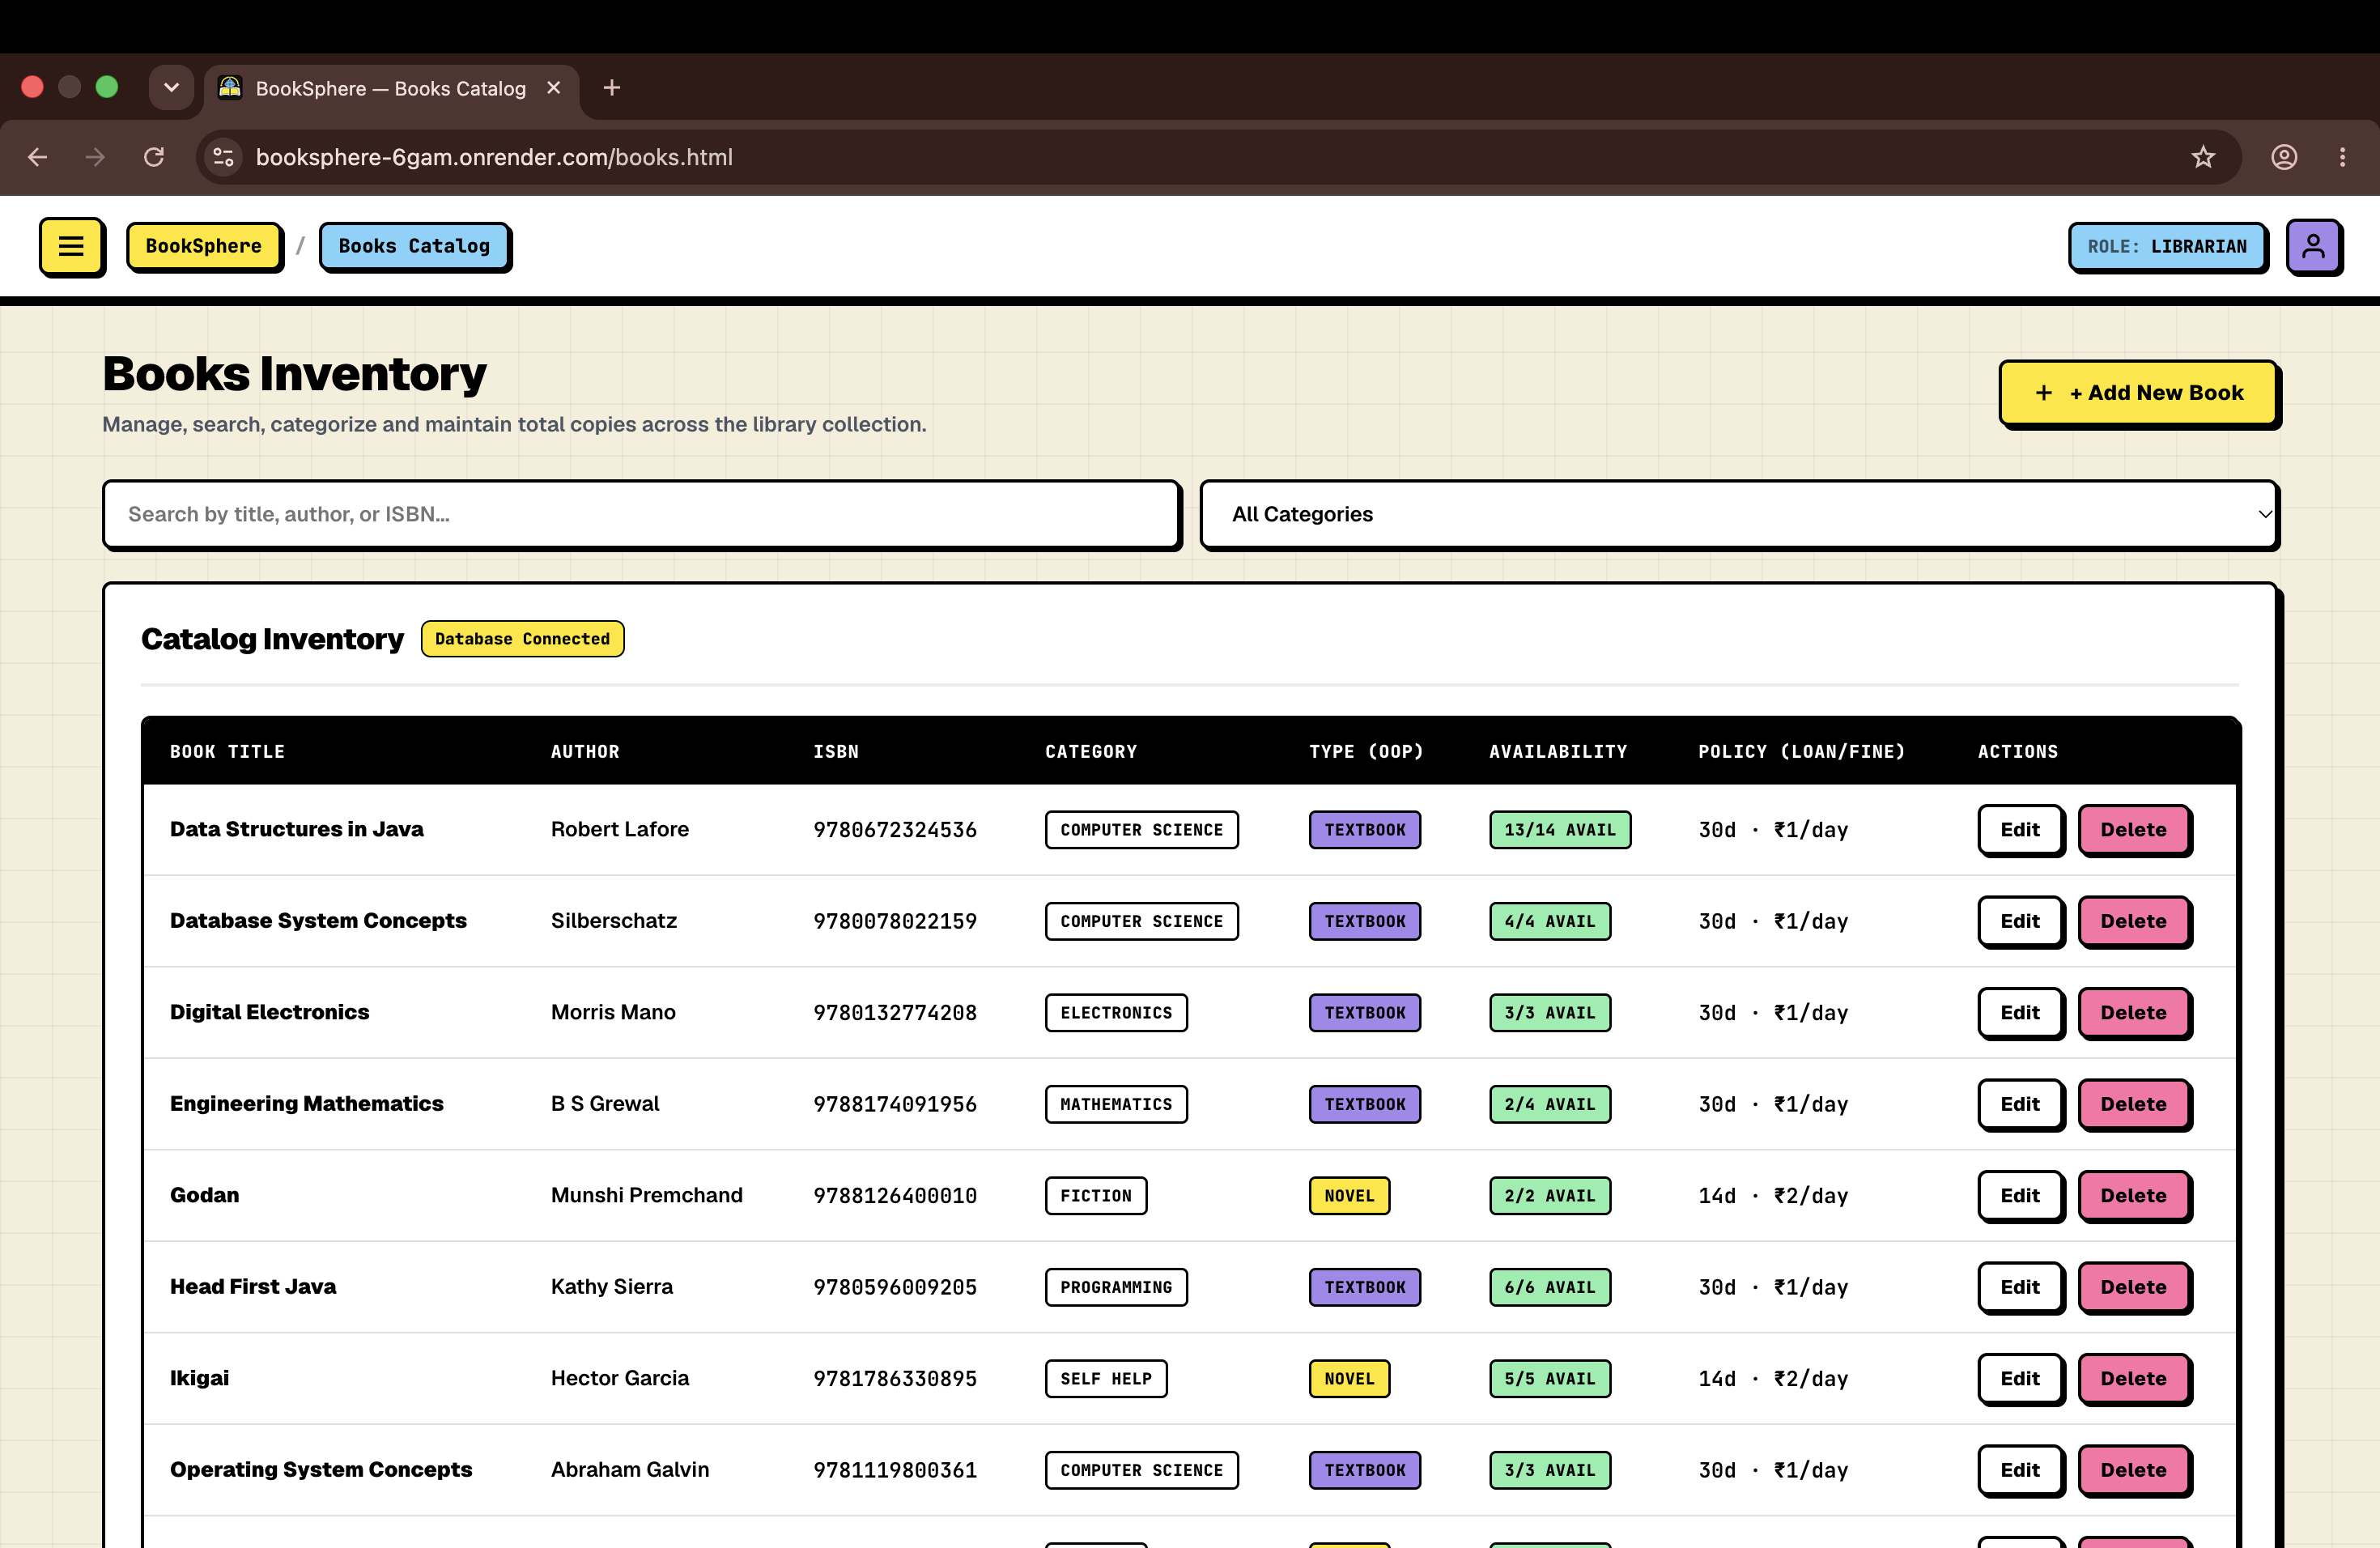 BookSphere — Books Catalog
booksphere-6gam.onrender.com/books.html
BookSphere / Books Catalog ROLE: LIBRARIAN
Books Inventory
+ + Add New Book
Manage, search, categorize and maintain total copies across the library collection.
Search by title, author, or ISBN... All Categories
Catalog Inventory Database Connected
BOOK TITLE AUTHOR ISBN CATEGORY TYPE (OOP) AVAILABILITY POLICY (LOAN/FINE) ACTIONS
Data Structures in Java Robert Lafore 9780672324536 COMPUTER SCIENCE TEXTBOOK 13/14 AVAIL 30d · ₹1/day Edit Delete
Database System Concepts Silberschatz 9780078022159 COMPUTER SCIENCE TEXTBOOK 4/4 AVAIL 30d · ₹1/day Edit Delete
Digital Electronics Morris Mano 9780132774208 ELECTRONICS TEXTBOOK 3/3 AVAIL 30d · ₹1/day Edit Delete
Engineering Mathematics B S Grewal 9788174091956 MATHEMATICS TEXTBOOK 2/4 AVAIL 30d · ₹1/day Edit Delete
Godan Munshi Premchand 9788126400010 FICTION NOVEL 2/2 AVAIL 14d · ₹2/day Edit Delete
Head First Java Kathy Sierra 9780596009205 PROGRAMMING TEXTBOOK 6/6 AVAIL 30d · ₹1/day Edit Delete
Ikigai Hector Garcia 9781786330895 SELF HELP NOVEL 5/5 AVAIL 14d · ₹2/day Edit Delete
Operating System Concepts Abraham Galvin 9781119800361 COMPUTER SCIENCE TEXTBOOK 3/3 AVAIL 30d · ₹1/day Edit Delete